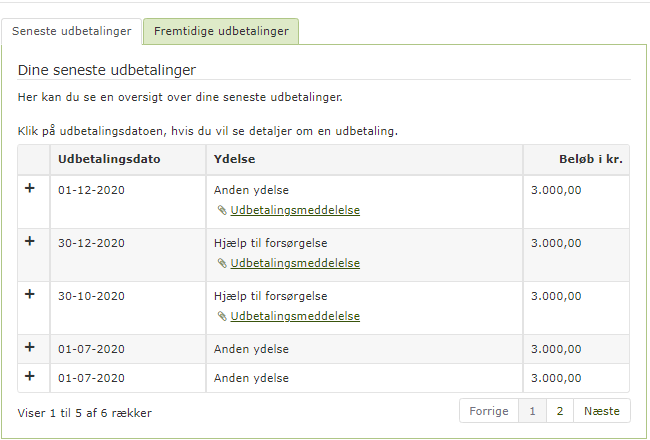 Seneste udbetalinger Fremtidige udbetalinger
Dine seneste udbetalinger
Her kan du se en oversigt over dine seneste udbetalinger.
Klik på udbetalingsdatoen, hvis du vil se detaljer om en udbetaling.
Udbetalingsdato Ydelse Beløb i kr.
+ 01-12-2020 Anden ydelse 3.000,00
Udbetalingsmeddelelse
+ 30-12-2020 Hjælp til forsørgelse 3.000,00
Udbetalingsmeddelelse
+ 30-10-2020 Hjælp til forsørgelse 3.000,00
Udbetalingsmeddelelse
+ 01-07-2020 Anden ydelse 3.000,00
+ 01-07-2020 Anden ydelse 3.000,00
Viser 1 til 5 af 6 rækker Forrige 1 2 Næste